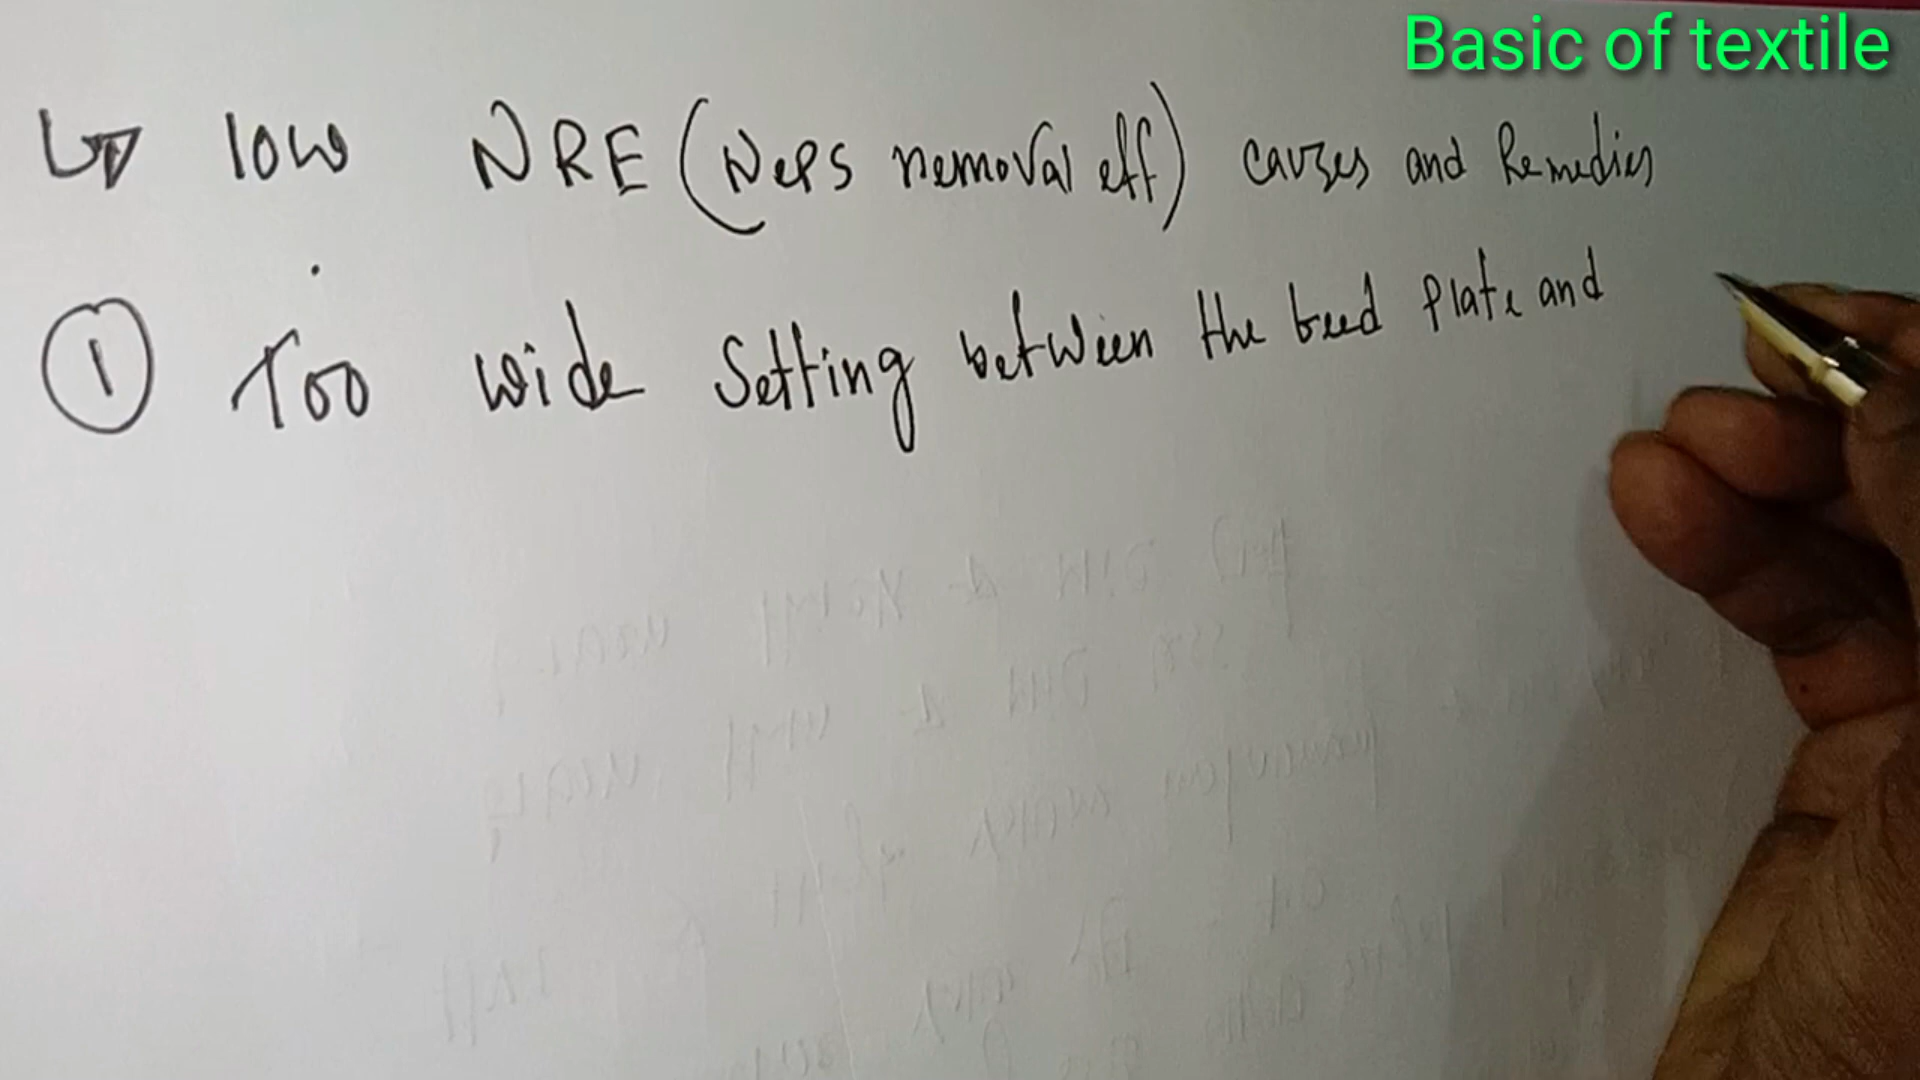 Basic of textile
low NRE (Neps removal eff) causes and Remedies
① Too wide Setting between the feed plate and